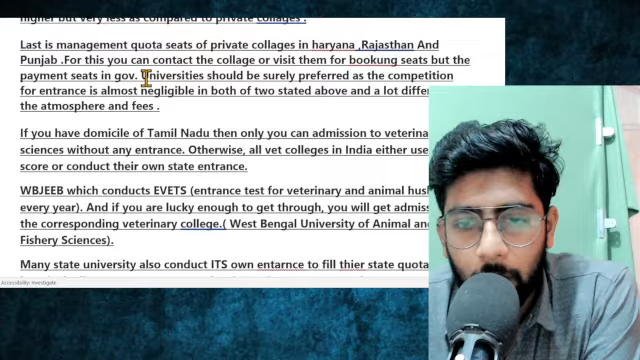 higher but very less as compared to private collages .
Last is management quota seats of private collages in haryana ,Rajasthan And
Punjab .For this you can contact the collage or visit them for bookung seats but the
payment seats in gov. Universities should be surely preferred as the competition
for entrance is almost negligible in both of two stated above and a lot differ
the atmosphere and fees .
If you have domicile of Tamil Nadu then only you can admission to veterina
sciences without any entrance. Otherwise, all vet colleges in India either use
score or conduct their own state entrance.
WBJEEB which conducts EVETS (entrance test for veterinary and animal hus
every year). And if you are lucky enough to get through, you will get admiss
the corresponding veterinary college.( West Bengal University of Animal and
Fishery Sciences).
Many state university also conduct ITS own entarnce to fill thier state quota
Accessibility: Investigate